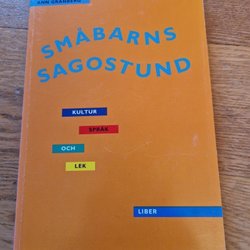 ANN GRANBERG
SMÅBARNS
SAGOSTUND
KULTUR
SPRÅK
OCH
LEK
LIBER